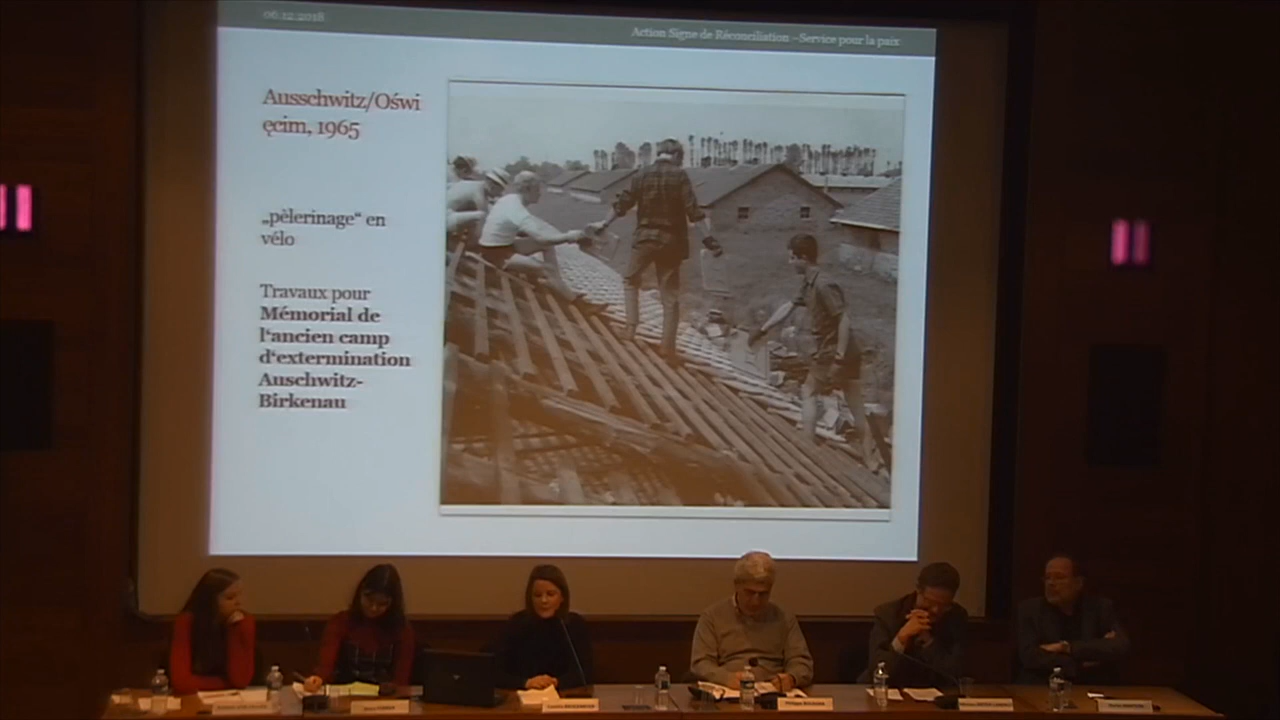 06.12.2018
Action Signe de Réconciliation –Service pour la paix
Ausschwitz/Oświ
ęcim, 1965
„pèlerinage“ en
vélo
Travaux pour
Mémorial de
l‘ancien camp
d‘extermination
Auschwitz-
Birkenau